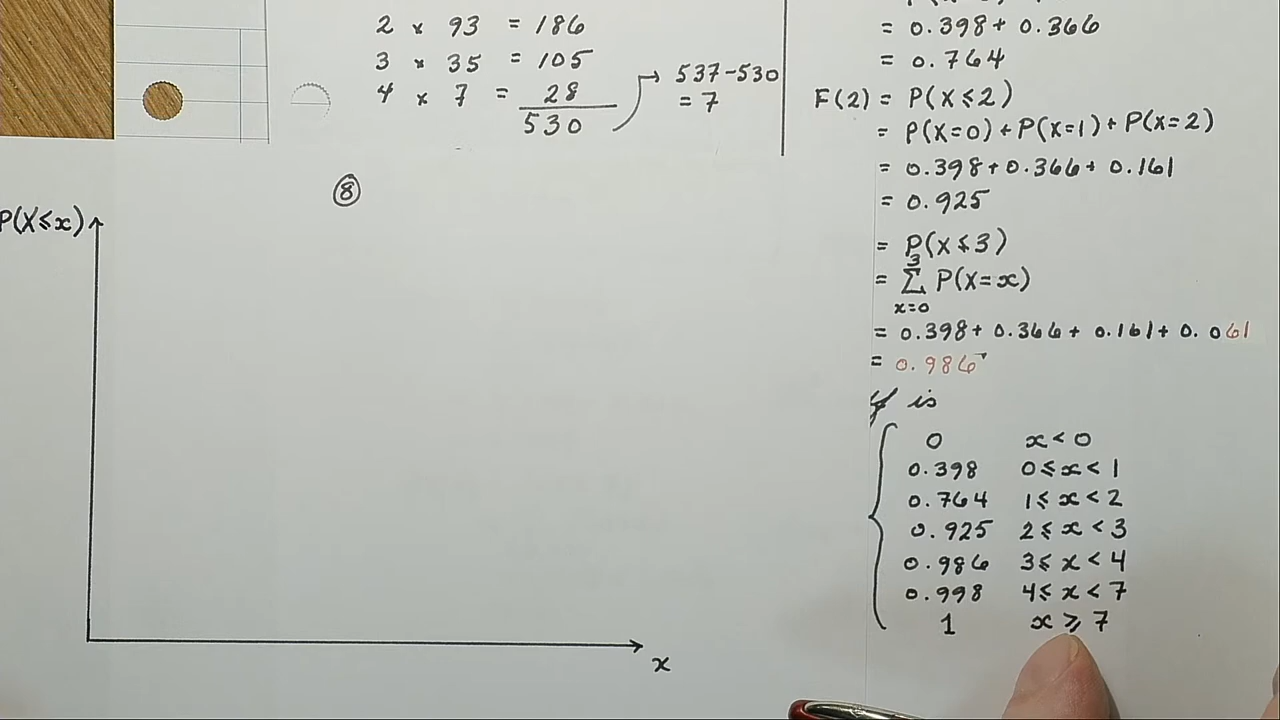 2 x 93 = 186
3 x 35 = 105
4 x 7 = 28
530
537-530
= 7
8
P(X≤x)
x
= 0.398+ 0.366
= 0.764
F(2) = P(X≤2)
= P(X=0)+P(X=1)+P(X=2)
= 0.398+0.366+ 0.161
= 0.925
= P(X≤3)
3
= Σ P(X=x)
x=0
= 0.398+ 0.366 + 0.161+ 0.061
= 0.986
is
0 x<0
0.398 0≤x<1
0.764 1≤x<2
0.925 2≤x<3
0.986 3≤x<4
0.998 4≤x<7
1 x≥7